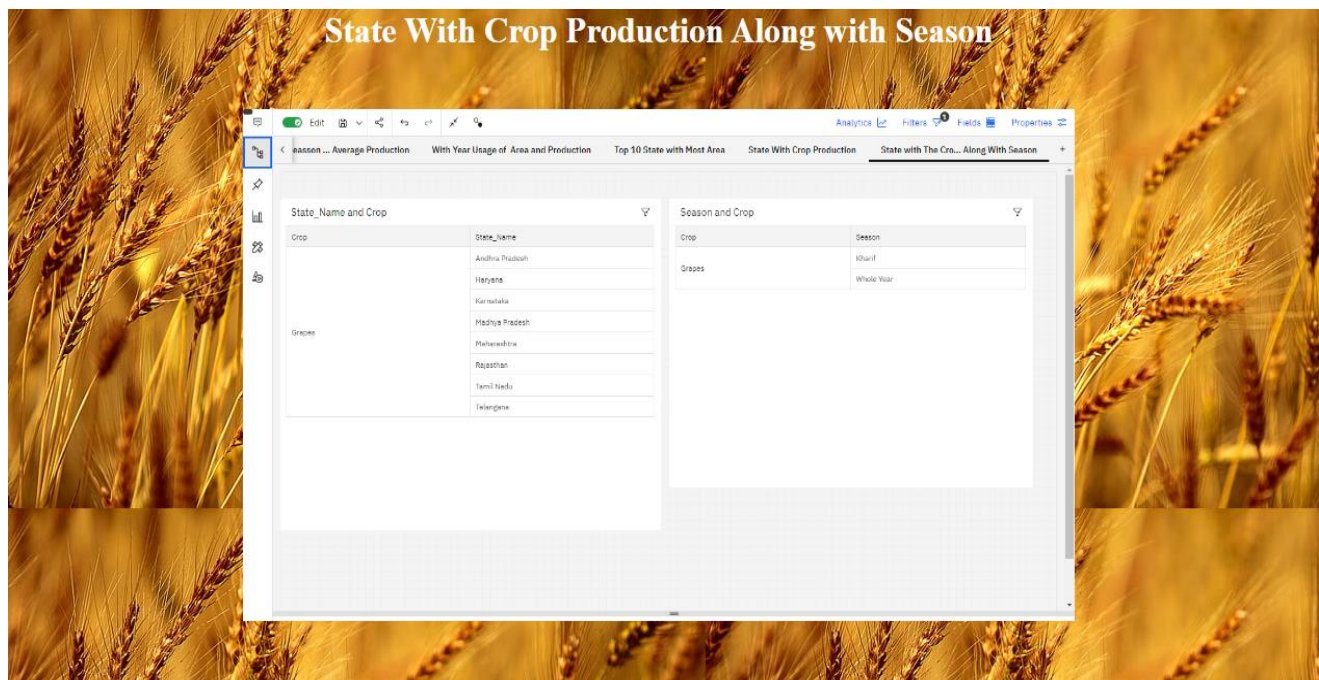 State With Crop Production Along with Season
Edit
Analytics
Filters
1
Fields
Properties
easson ... Average Production
With Year Usage of Area and Production
Top 10 State with Most Area
State With Crop Production
State with The Cro... Along With Season
State_Name and Crop
Crop State_Name
Grapes
Andhra Pradesh
Haryana
Karnataka
Madhya Pradesh
Maharashtra
Rajasthan
Tamil Nadu
Telangana
Season and Crop
Crop Season
Grapes
Kharif
Whole Year